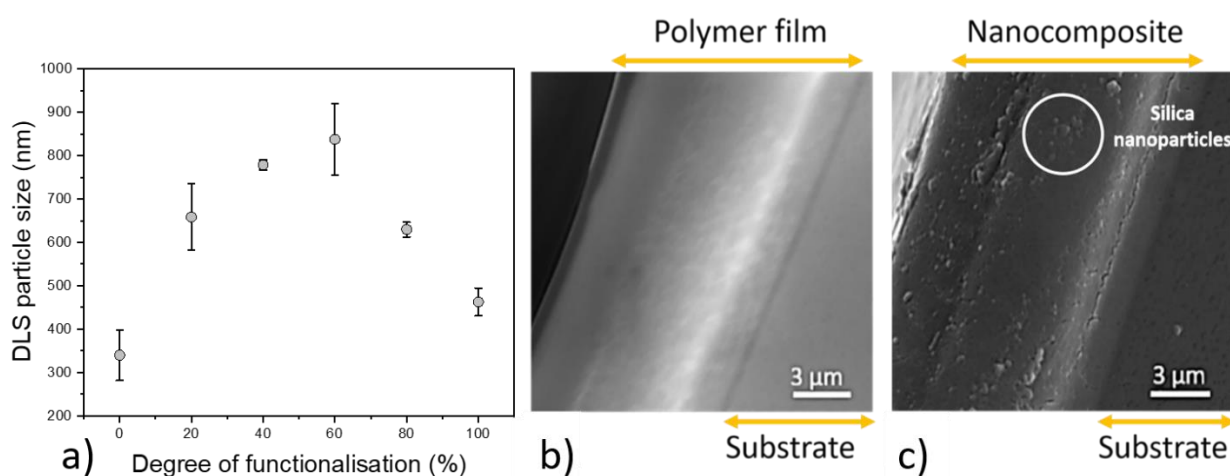 1000
900
800
700
600
500
400
300
200
DLS particle size (nm)
0 20 40 60 80 100
Degree of functionalisation (%)
a)
Polymer film
3 µm
b)
Substrate
Nanocomposite
Silica
nanoparticles
3 µm
c)
Substrate